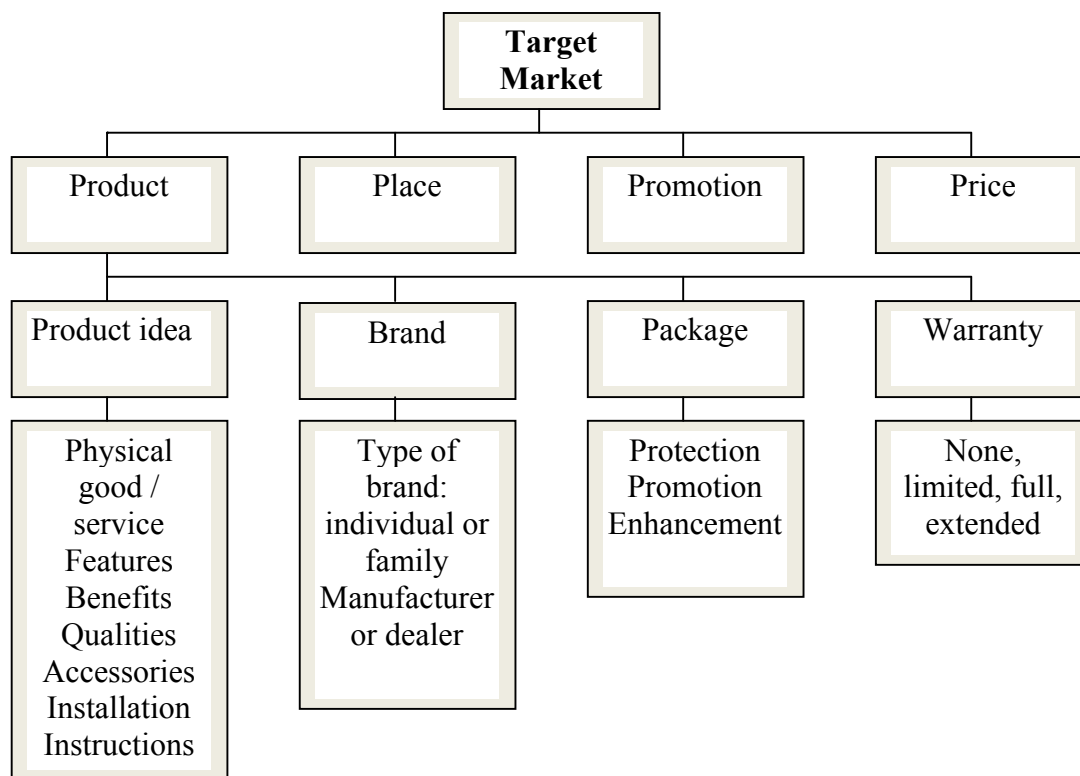 Target
Market
Product
Place
Promotion
Price
Product idea
Brand
Package
Warranty
Physical
good /
service
Features
Benefits
Qualities
Accessories
Installation
Instructions
Type of
brand:
individual or
family
Manufacturer
or dealer
Protection
Promotion
Enhancement
None,
limited, full,
extended